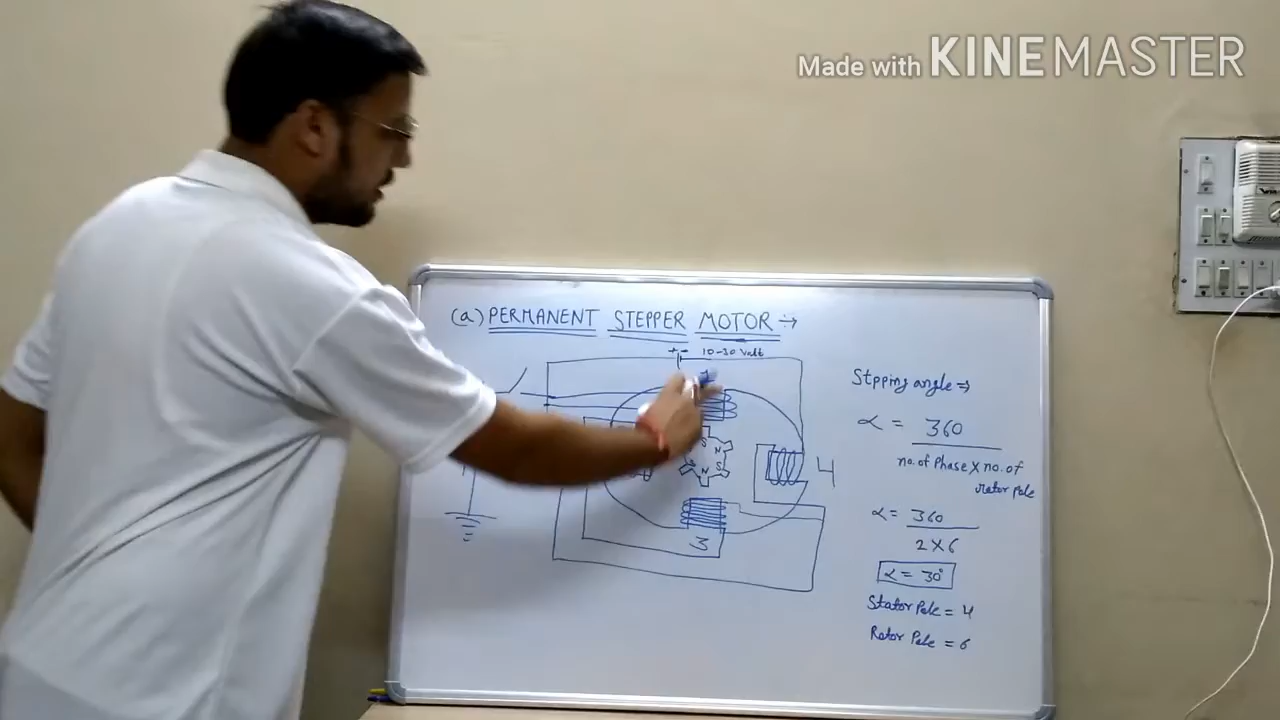 Made with KINEMASTER
(a) PERMANENT STEPPER MOTOR :→
+ - 10-30 Volt
1
S
N
S
N
4
3
Stpping angle ⇒
α = 360
no. of Phase X no. of
rotor pole
α = 360
2 X 6
α = 30°
Stator Pole = 4
Rotor Pole = 6